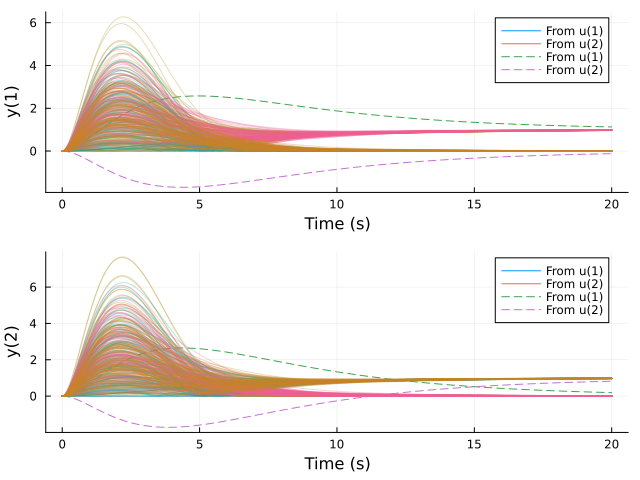 y(1)
6
4
2
0
From u(1)
From u(2)
From u(1)
From u(2)
0 5 10 15 20
Time (s)
y(2)
6
4
2
0
From u(1)
From u(2)
From u(1)
From u(2)
0 5 10 15 20
Time (s)